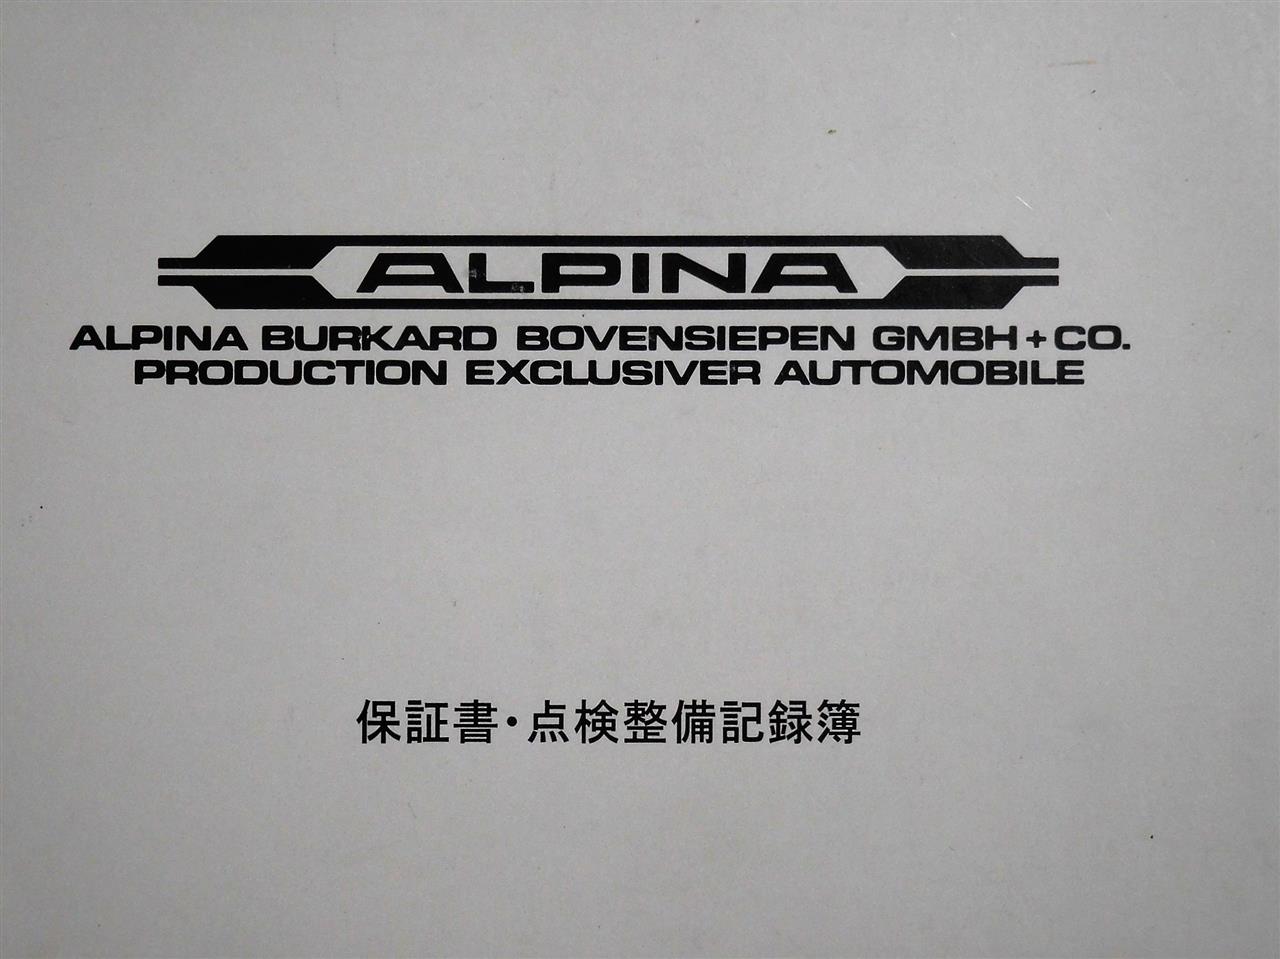 ALPINA
ALPINA BURKARD BOVENSIEPEN GMBH + CO.
PRODUCTION EXCLUSIVER AUTOMOBILE
保証書・点検整備記録簿